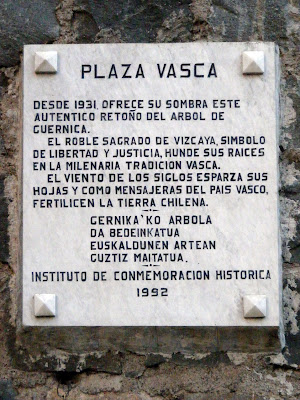 PLAZA VASCA
DESDE 1931, OFRECE SU SOMBRA ESTE
AUTENTICO RETOÑO DEL ARBOL DE
GUERNICA.
EL ROBLE SAGRADO DE VIZCAYA, SIMBOLO
DE LIBERTAD Y JUSTICIA, HUNDE SUS RAICES
EN LA MILENARIA TRADICION VASCA.
EL VIENTO DE LOS SIGLOS ESPARZA SUS
HOJAS Y COMO MENSAJERAS DEL PAIS VASCO,
FERTILICEN LA TIERRA CHILENA.
GERNIKA`KO ARBOLA
DA BEDEINKATUA
EUSKALDUNEN ARTEAN
GUZTIZ MAITATUA.
INSTITUTO DE CONMEMORACION HISTORICA
1992